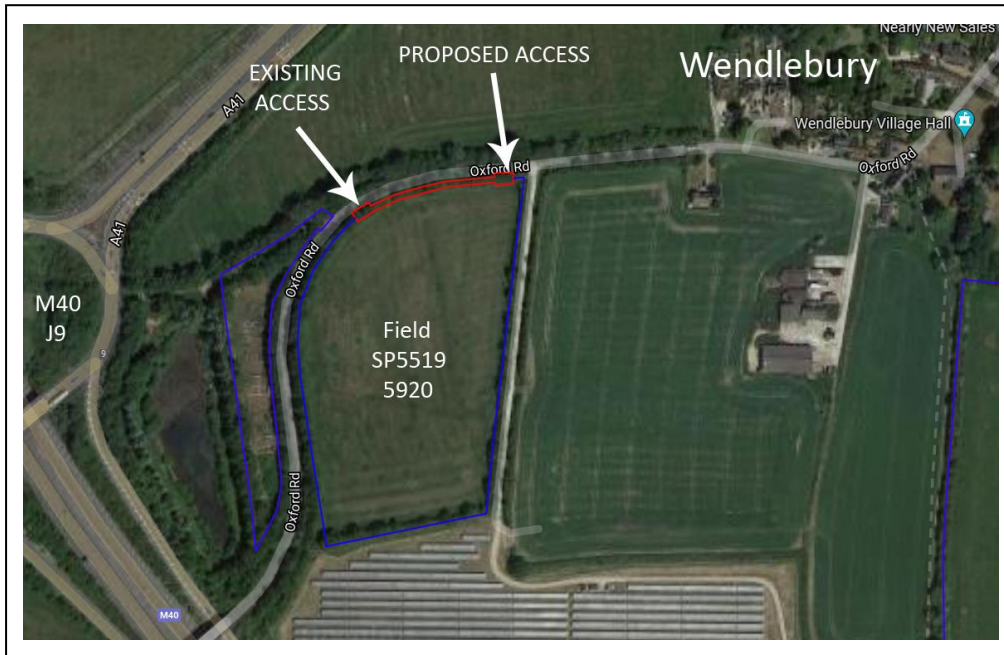 Nearly New Sales
PROPOSED ACCESS
Wendlebury
EXISTING
ACCESS
A41
Wendlebury Village Hall
Oxford Rd
Oxford Rd
A41
Oxford Rd
M40
J9
Field
SP5519
5920
9
Oxford Rd
M40